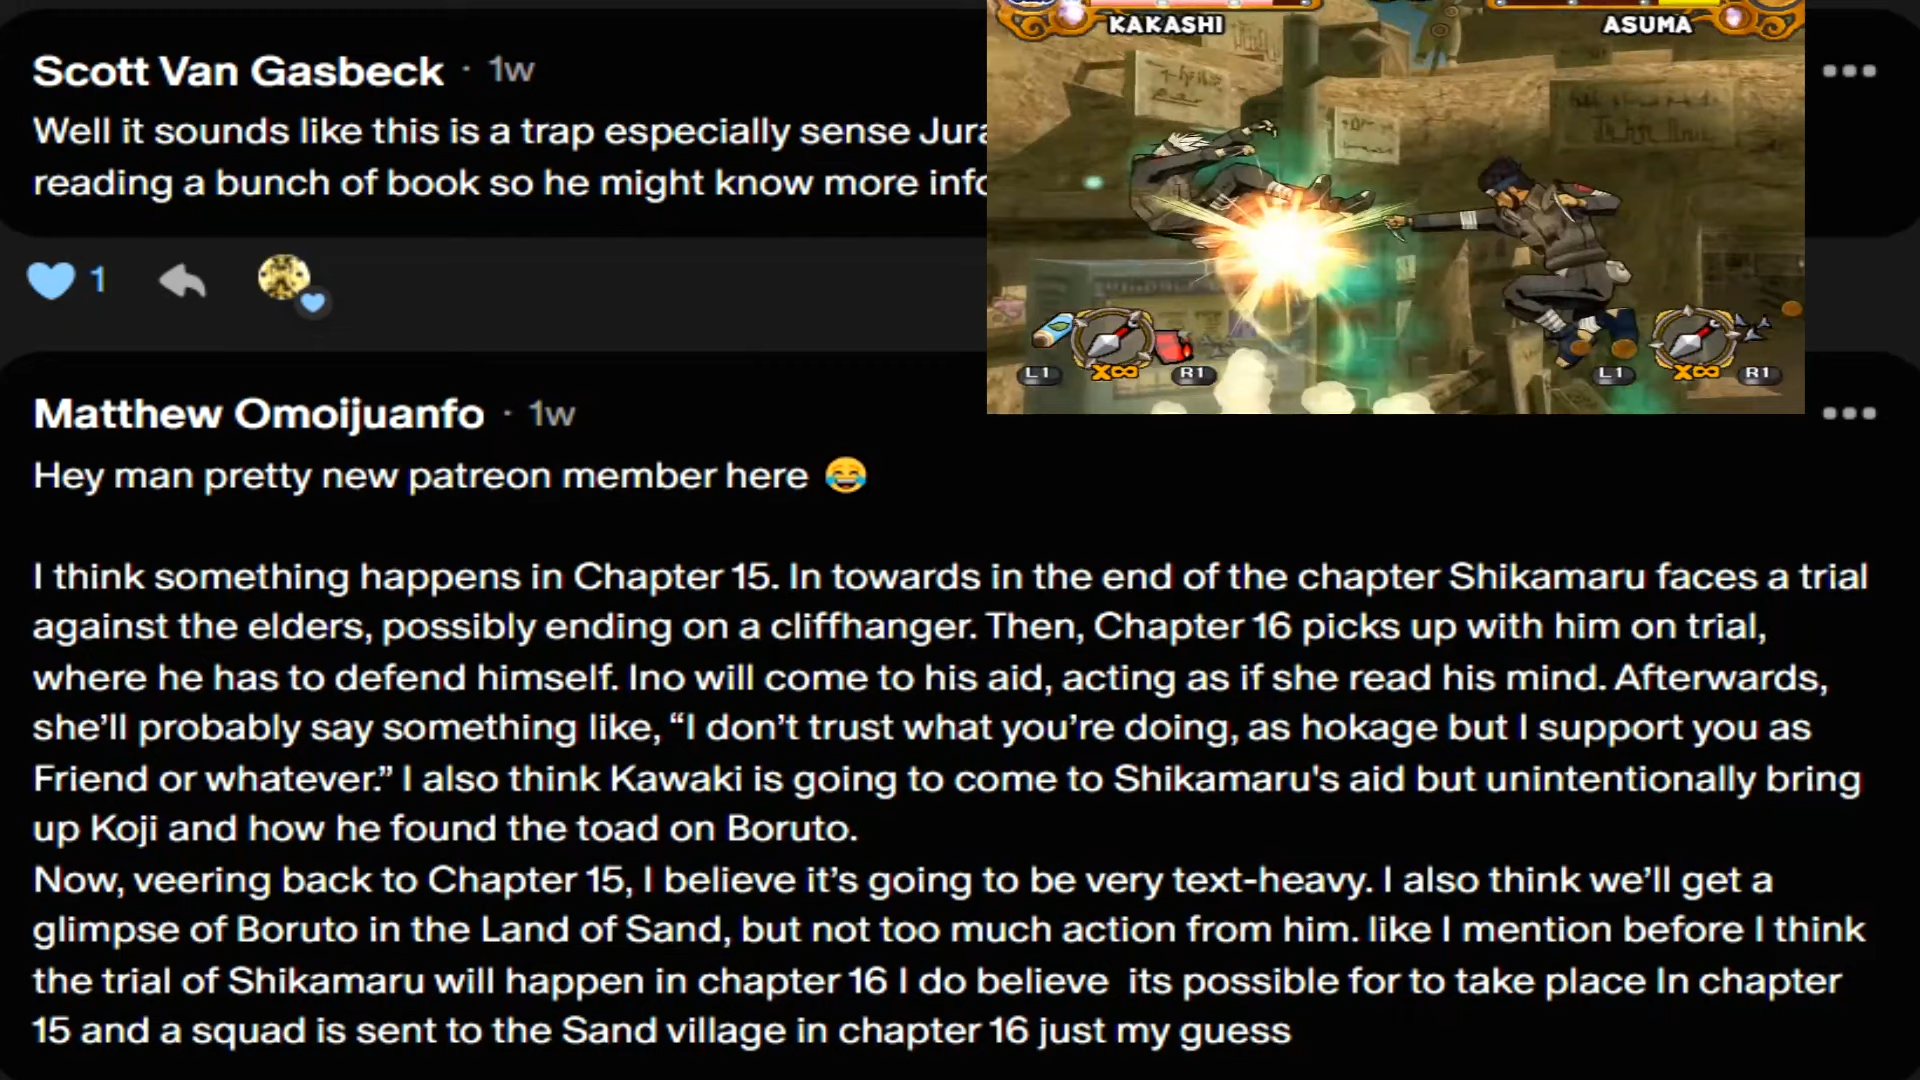 KAKASHI
ASUMA
Scott Van Gasbeck · 1w
Well it sounds like this is a trap especially sense Jura
reading a bunch of book so he might know more info
1
L1
X∞
R1
L1
X∞
R1
Matthew Omoijuanfo · 1w
Hey man pretty new patreon member here 😂
I think something happens in Chapter 15. In towards in the end of the chapter Shikamaru faces a trial
against the elders, possibly ending on a cliffhanger. Then, Chapter 16 picks up with him on trial,
where he has to defend himself. Ino will come to his aid, acting as if she read his mind. Afterwards,
she’ll probably say something like, “I don’t trust what you’re doing, as hokage but I support you as
Friend or whatever.” I also think Kawaki is going to come to Shikamaru's aid but unintentionally bring
up Koji and how he found the toad on Boruto.
Now, veering back to Chapter 15, I believe it’s going to be very text-heavy. I also think we’ll get a
glimpse of Boruto in the Land of Sand, but not too much action from him. like I mention before I think
the trial of Shikamaru will happen in chapter 16 I do believe  its possible for to take place In chapter
15 and a squad is sent to the Sand village in chapter 16 just my guess